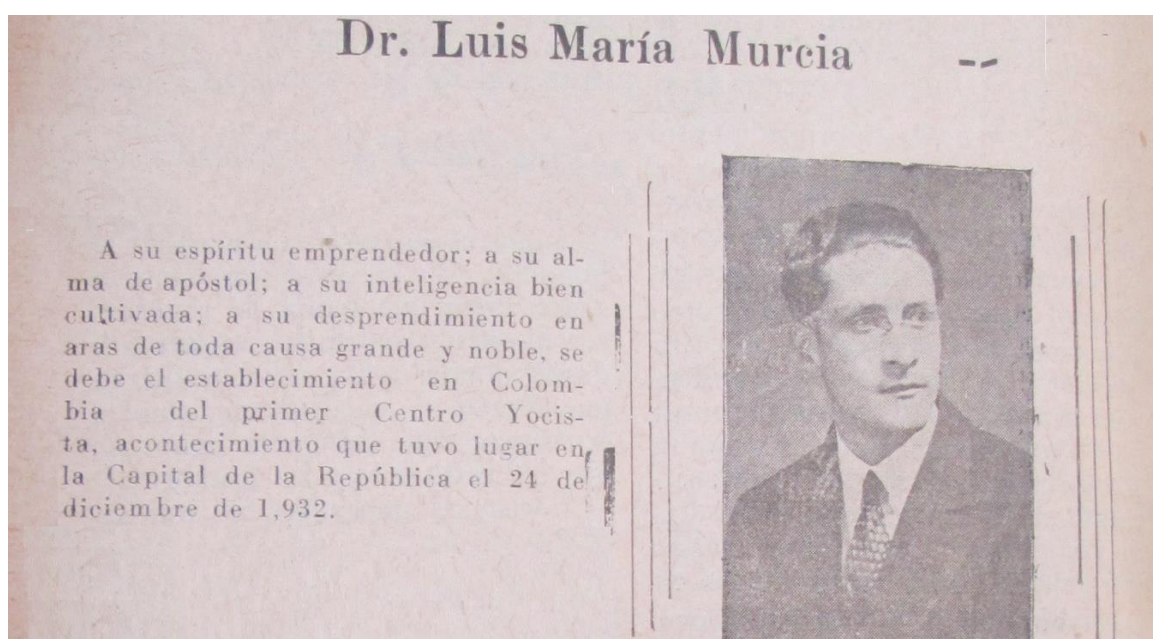 Dr. Luis María Murcia --
A su espíritu emprendedor; a su al-
ma de apóstol; a su inteligencia bien
cultivada; a su desprendimiento en
aras de toda causa grande y noble, se
debe el establecimiento en Colom-
bia del primer Centro Yocis-
ta, acontecimiento que tuvo lugar en
la Capital de la República el 24 de
diciembre de 1,932.